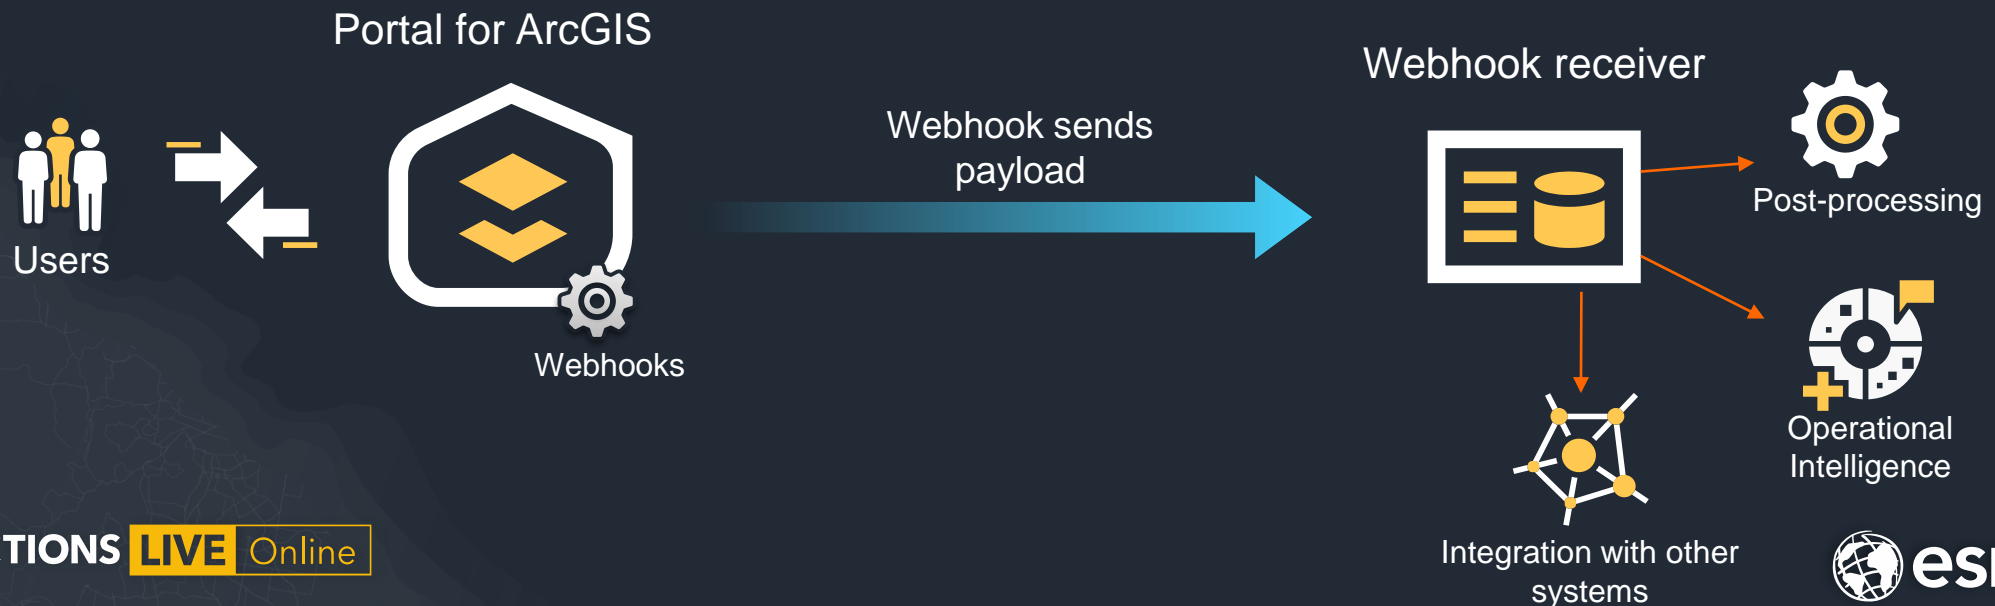 Portal for ArcGIS
Webhook receiver
Webhook sends
payload
Users
Webhooks
Post-processing
Operational
Intelligence
Integration with other
systems
TIONS LIVE Online
es